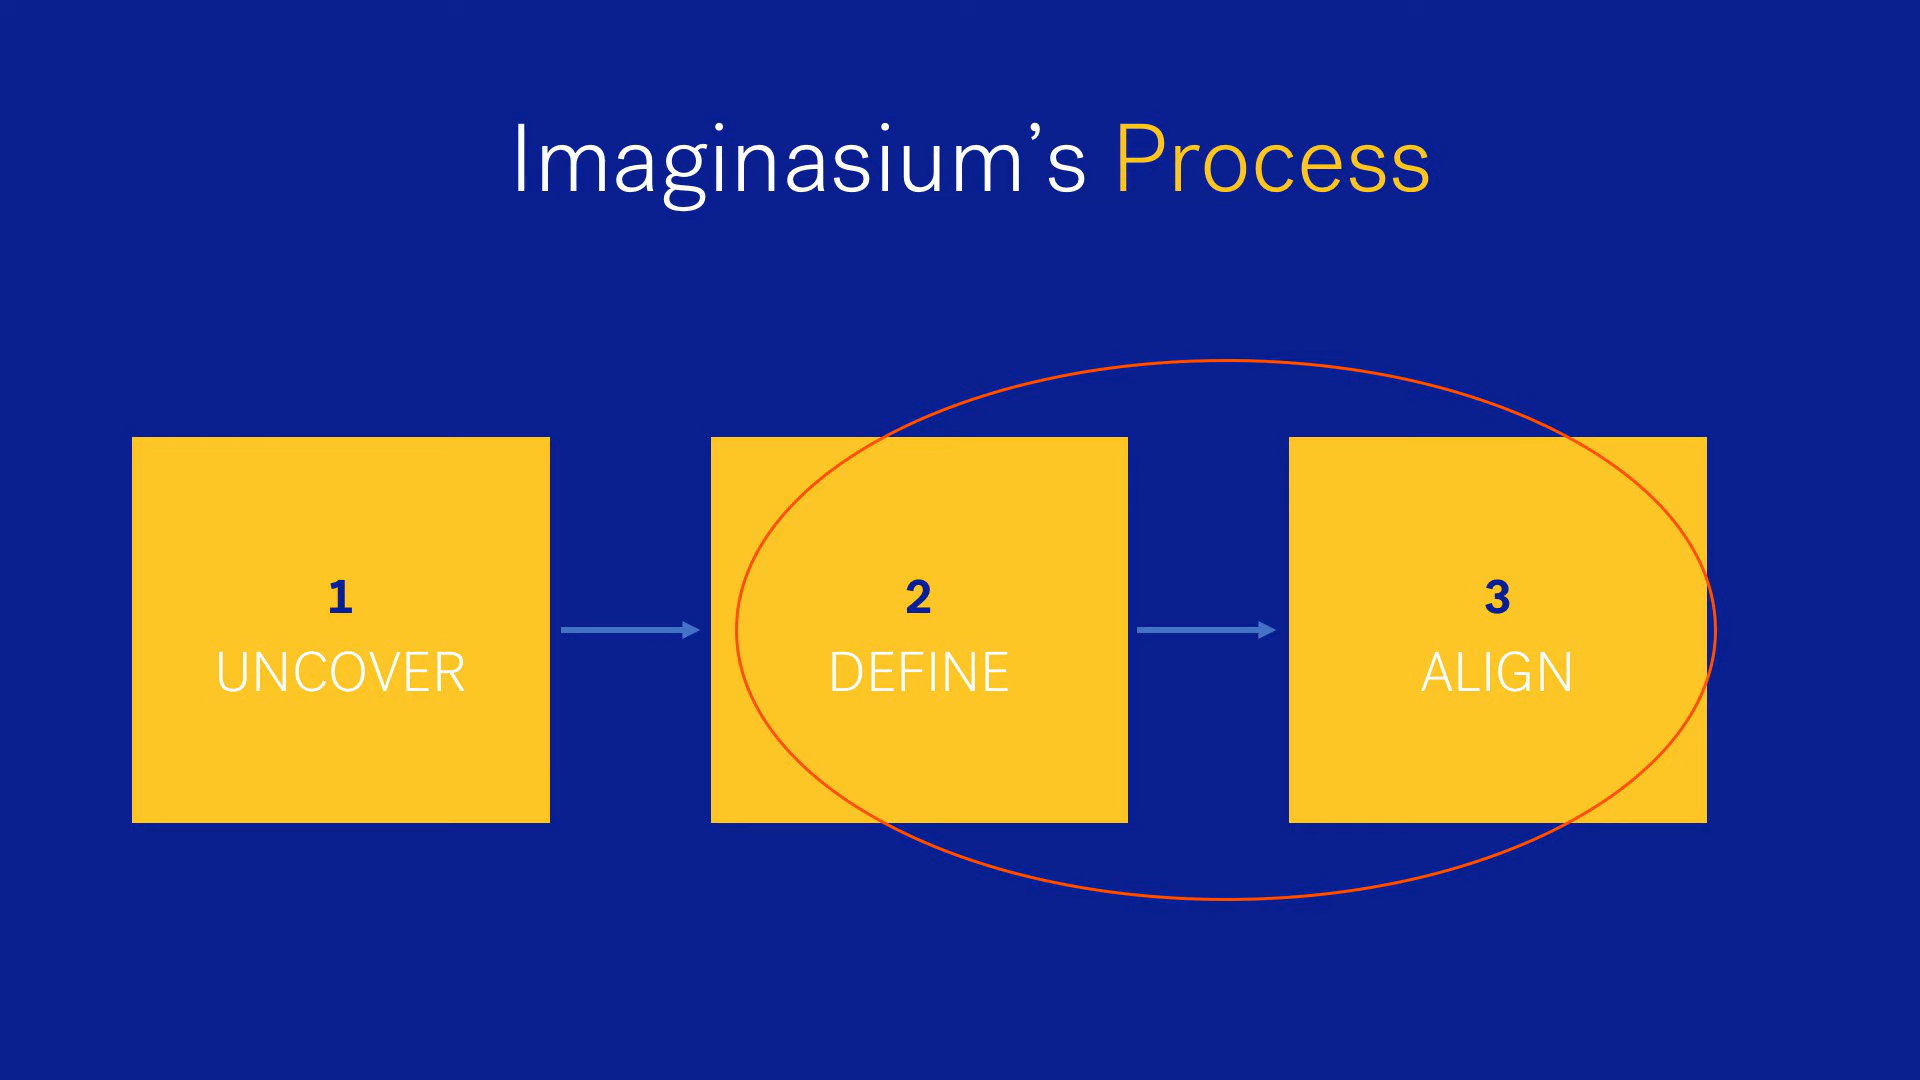 Imaginasium’s Process
1
UNCOVER
2
DEFINE
3
ALIGN